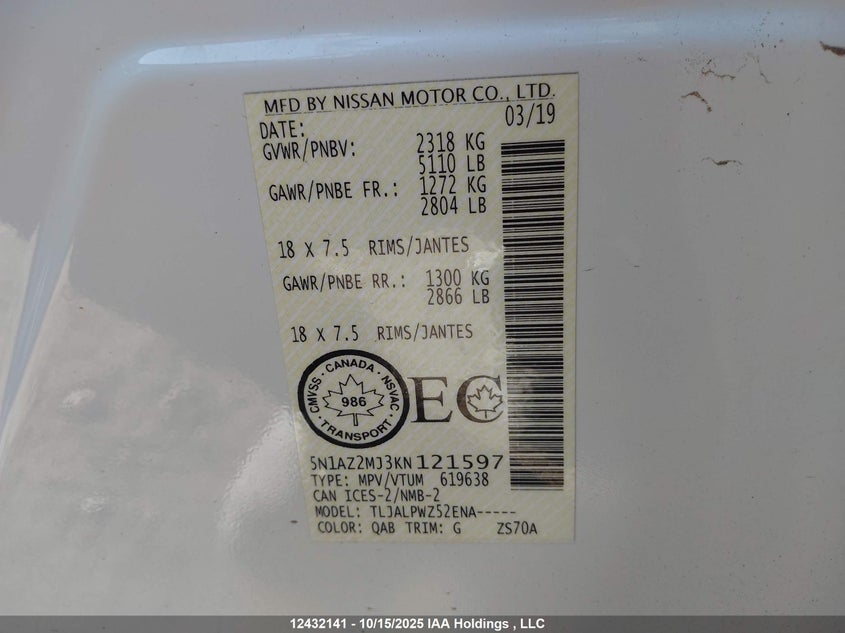 MFD BY NISSAN MOTOR CO., LTD.
DATE: 03/19
GVWR/PNBV: 2318 KG
5110 LB
GAWR/PNBE FR.: 1272 KG
2804 LB
18 X 7.5 RIMS/JANTES
GAWR/PNBE RR.: 1300 KG
2866 LB
18 X 7.5 RIMS/JANTES
CMVSS · CANADA · NSVAC · TRANSPORT ·
986
EC
5N1AZ2MJ3KN121597
TYPE: MPV/VTUM 619638
CAN ICES-2/NMB-2
MODEL: TLJALPWZ52ENA-----
COLOR: QAB TRIM: G ZS70A
12432141 - 10/15/2025 IAA Holdings , LLC